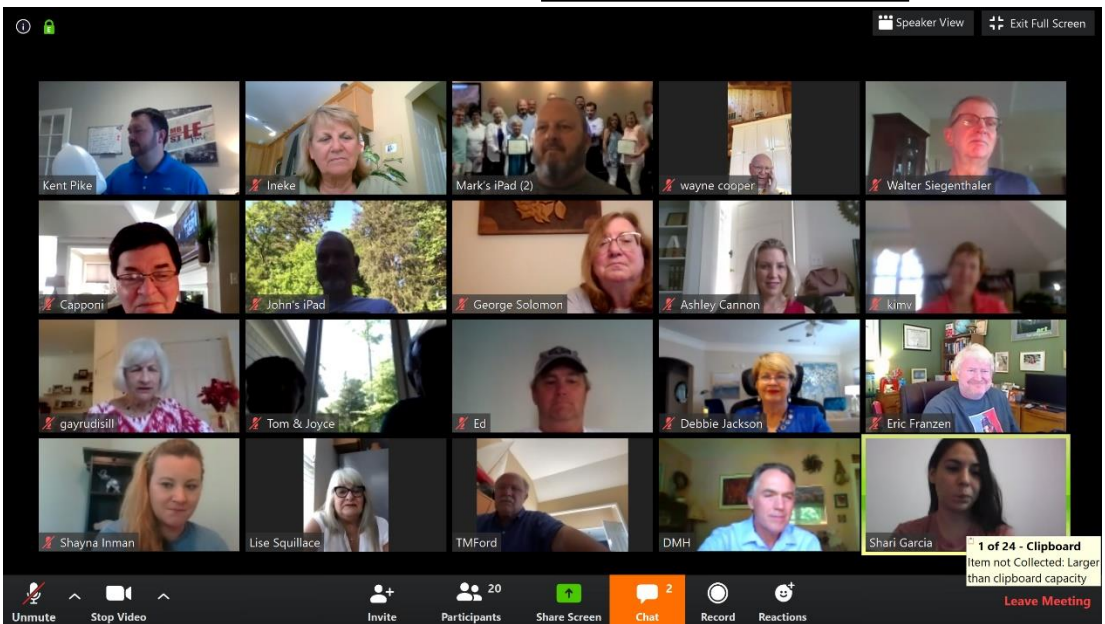 Speaker View
Exit Full Screen
Kent Pike
Ineke
Mark's iPad (2)
wayne cooper
Walter Siegenthaler
Capponi
John's iPad
George Solomon
Ashley Cannon
kimv
gayrudisill
Tom & Joyce
Ed
Debbie Jackson
Eric Franzen
Shayna Inman
Lise Squillace
TMFord
DMH
Shari Garcia
1 of 24 - Clipboard
Item not Collected: Larger
than clipboard capacity
Unmute
Stop Video
Invite
20
Participants
Share Screen
2
Chat
Record
Reactions
Leave Meeting